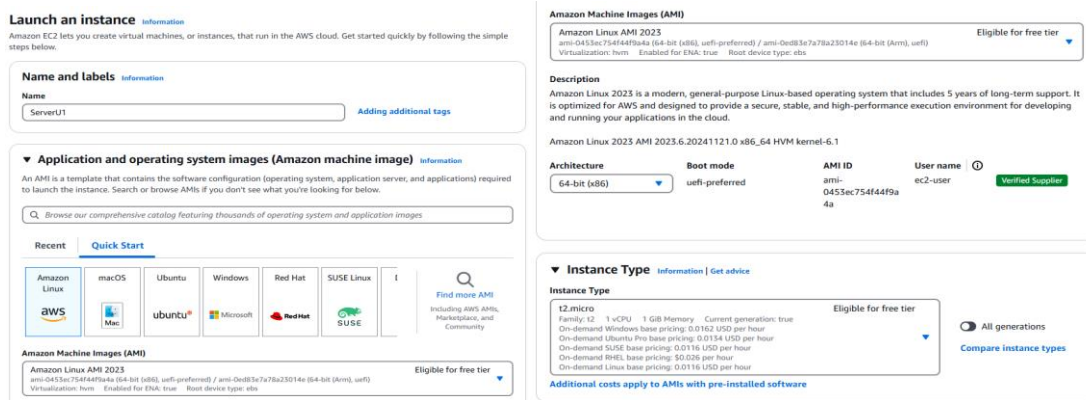 Launch an instance Information
Amazon EC2 lets you create virtual machines, or instances, that run in the AWS cloud. Get started quickly by following the simple
steps below.
Name and labels Information
Name
ServerU1
Adding additional tags
▼ Application and operating system images (Amazon machine image) Information
An AMI is a template that contains the software configuration (operating system, application server, and applications) required
to launch the instance. Search or browse AMIs if you don't see what you're looking for below.
Browse our comprehensive catalog featuring thousands of operating system and application images
Recent Quick Start
Amazon Linux
aws
macOS
Mac
Ubuntu
ubuntu®
Windows
Microsoft
Red Hat
Red Hat
SUSE Linux
SUSE
Find more AMI
Including AWS AMIs,
Marketplace, and
Community
Amazon Machine Images (AMI)
Amazon Linux AMI 2023 Eligible for free tier
ami-0453ec754f44f9a4a (64-bit (x86), uefi-preferred) / ami-0ed83e7a78a23014e (64-bit (Arm), uefi)
Virtualization: hvm Enabled for ENA: true Root device type: ebs
Amazon Machine Images (AMI)
Amazon Linux AMI 2023 Eligible for free tier
ami-0453ec754f44f9a4a (64-bit (x86), uefi-preferred) / ami-0ed83e7a78a23014e (64-bit (Arm), uefi)
Virtualization: hvm Enabled for ENA: true Root device type: ebs
Description
Amazon Linux 2023 is a modern, general-purpose Linux-based operating system that includes 5 years of long-term support. It
is optimized for AWS and designed to provide a secure, stable, and high-performance execution environment for developing
and running your applications in the cloud.
Amazon Linux 2023 AMI 2023.6.20241121.0 x86_64 HVM kernel-6.1
Architecture Boot mode AMI ID User name
64-bit (x86) uefi-preferred ami- ec2-user Verified Supplier
0453ec754f44f9a
4a
▼ Instance Type Information | Get advice
Instance Type
t2.micro Eligible for free tier
Family: t2 1 vCPU 1 GiB Memory Current generation: true
On-demand Windows base pricing: 0.0162 USD per hour
On-demand Ubuntu Pro base pricing: 0.0134 USD per hour
On-demand SUSE base pricing: 0.0116 USD per hour
On-demand RHEL base pricing: $0.026 per hour
On-demand Linux base pricing: 0.0116 USD per hour
All generations
Compare instance types
Additional costs apply to AMIs with pre-installed software